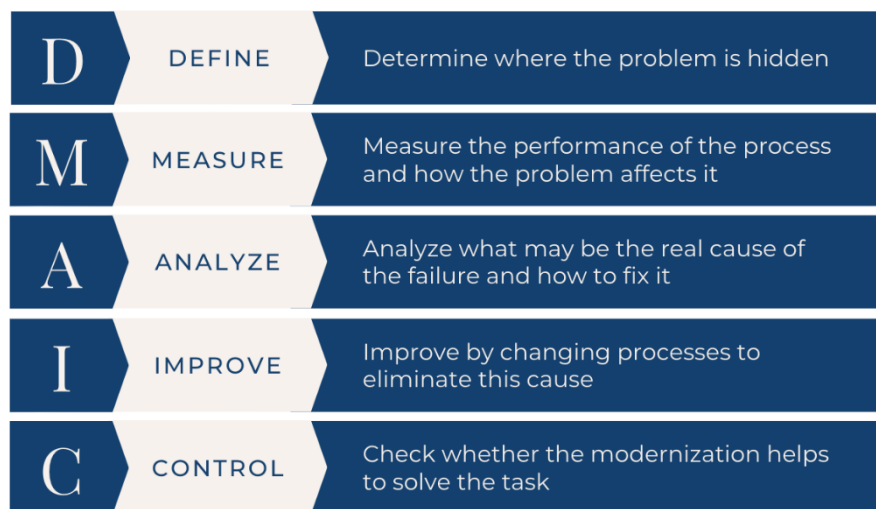 D
DEFINE
Determine where the problem is hidden
M
MEASURE
Measure the performance of the process
and how the problem affects it
A
ANALYZE
Analyze what may be the real cause of
the failure and how to fix it
I
IMPROVE
Improve by changing processes to
eliminate this cause
C
CONTROL
Check whether the modernization helps
to solve the task